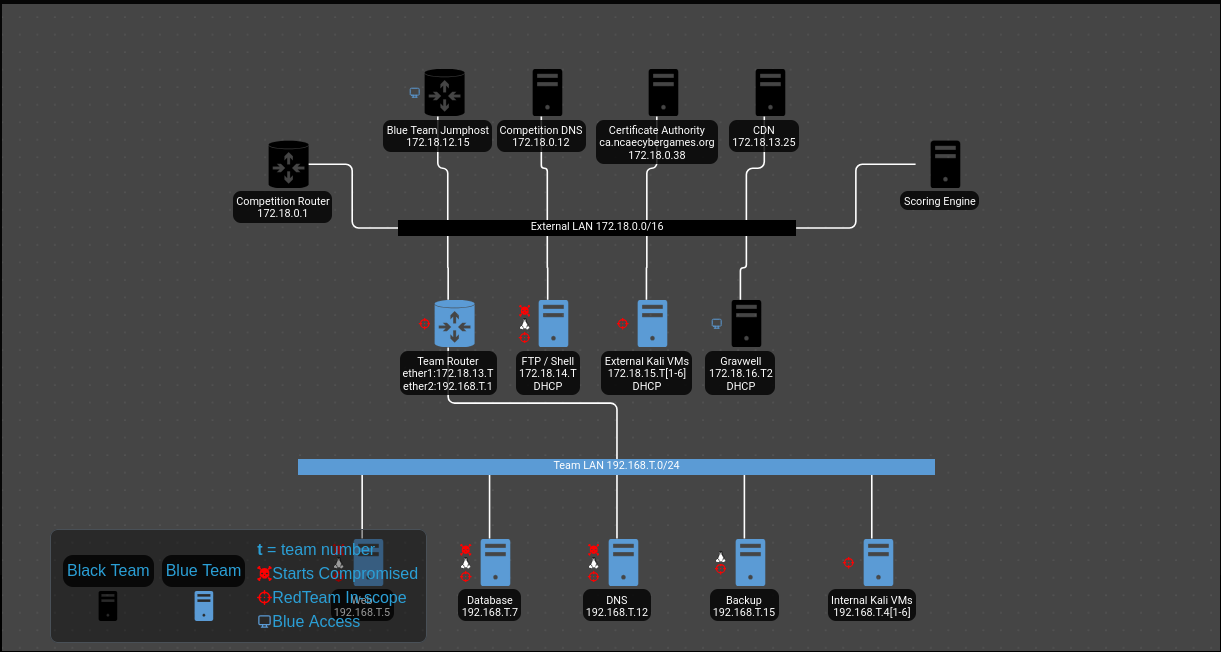 Blue Team Jumphost
172.18.12.15
Competition DNS
172.18.0.12
Certificate Authority
ca.ncaecybergames.org
172.18.0.38
CDN
172.18.13.25
Competition Router
172.18.0.1
Scoring Engine
External LAN 172.18.0.0/16
Team Router
ether1:172.18.13.T
ether2:192.168.T.1
FTP / Shell
172.18.14.T
DHCP
External Kali VMs
172.18.15.T[1-6]
DHCP
Gravwell
172.18.16.T2
DHCP
Team LAN 192.168.T.0/24
Black Team
Blue Team
t = team number
Starts Compromised
RedTeam In-scope
Blue Access
Web
192.168.T.5
Database
192.168.T.7
DNS
192.168.T.12
Backup
192.168.T.15
Internal Kali VMs
192.168.T.4[1-6]